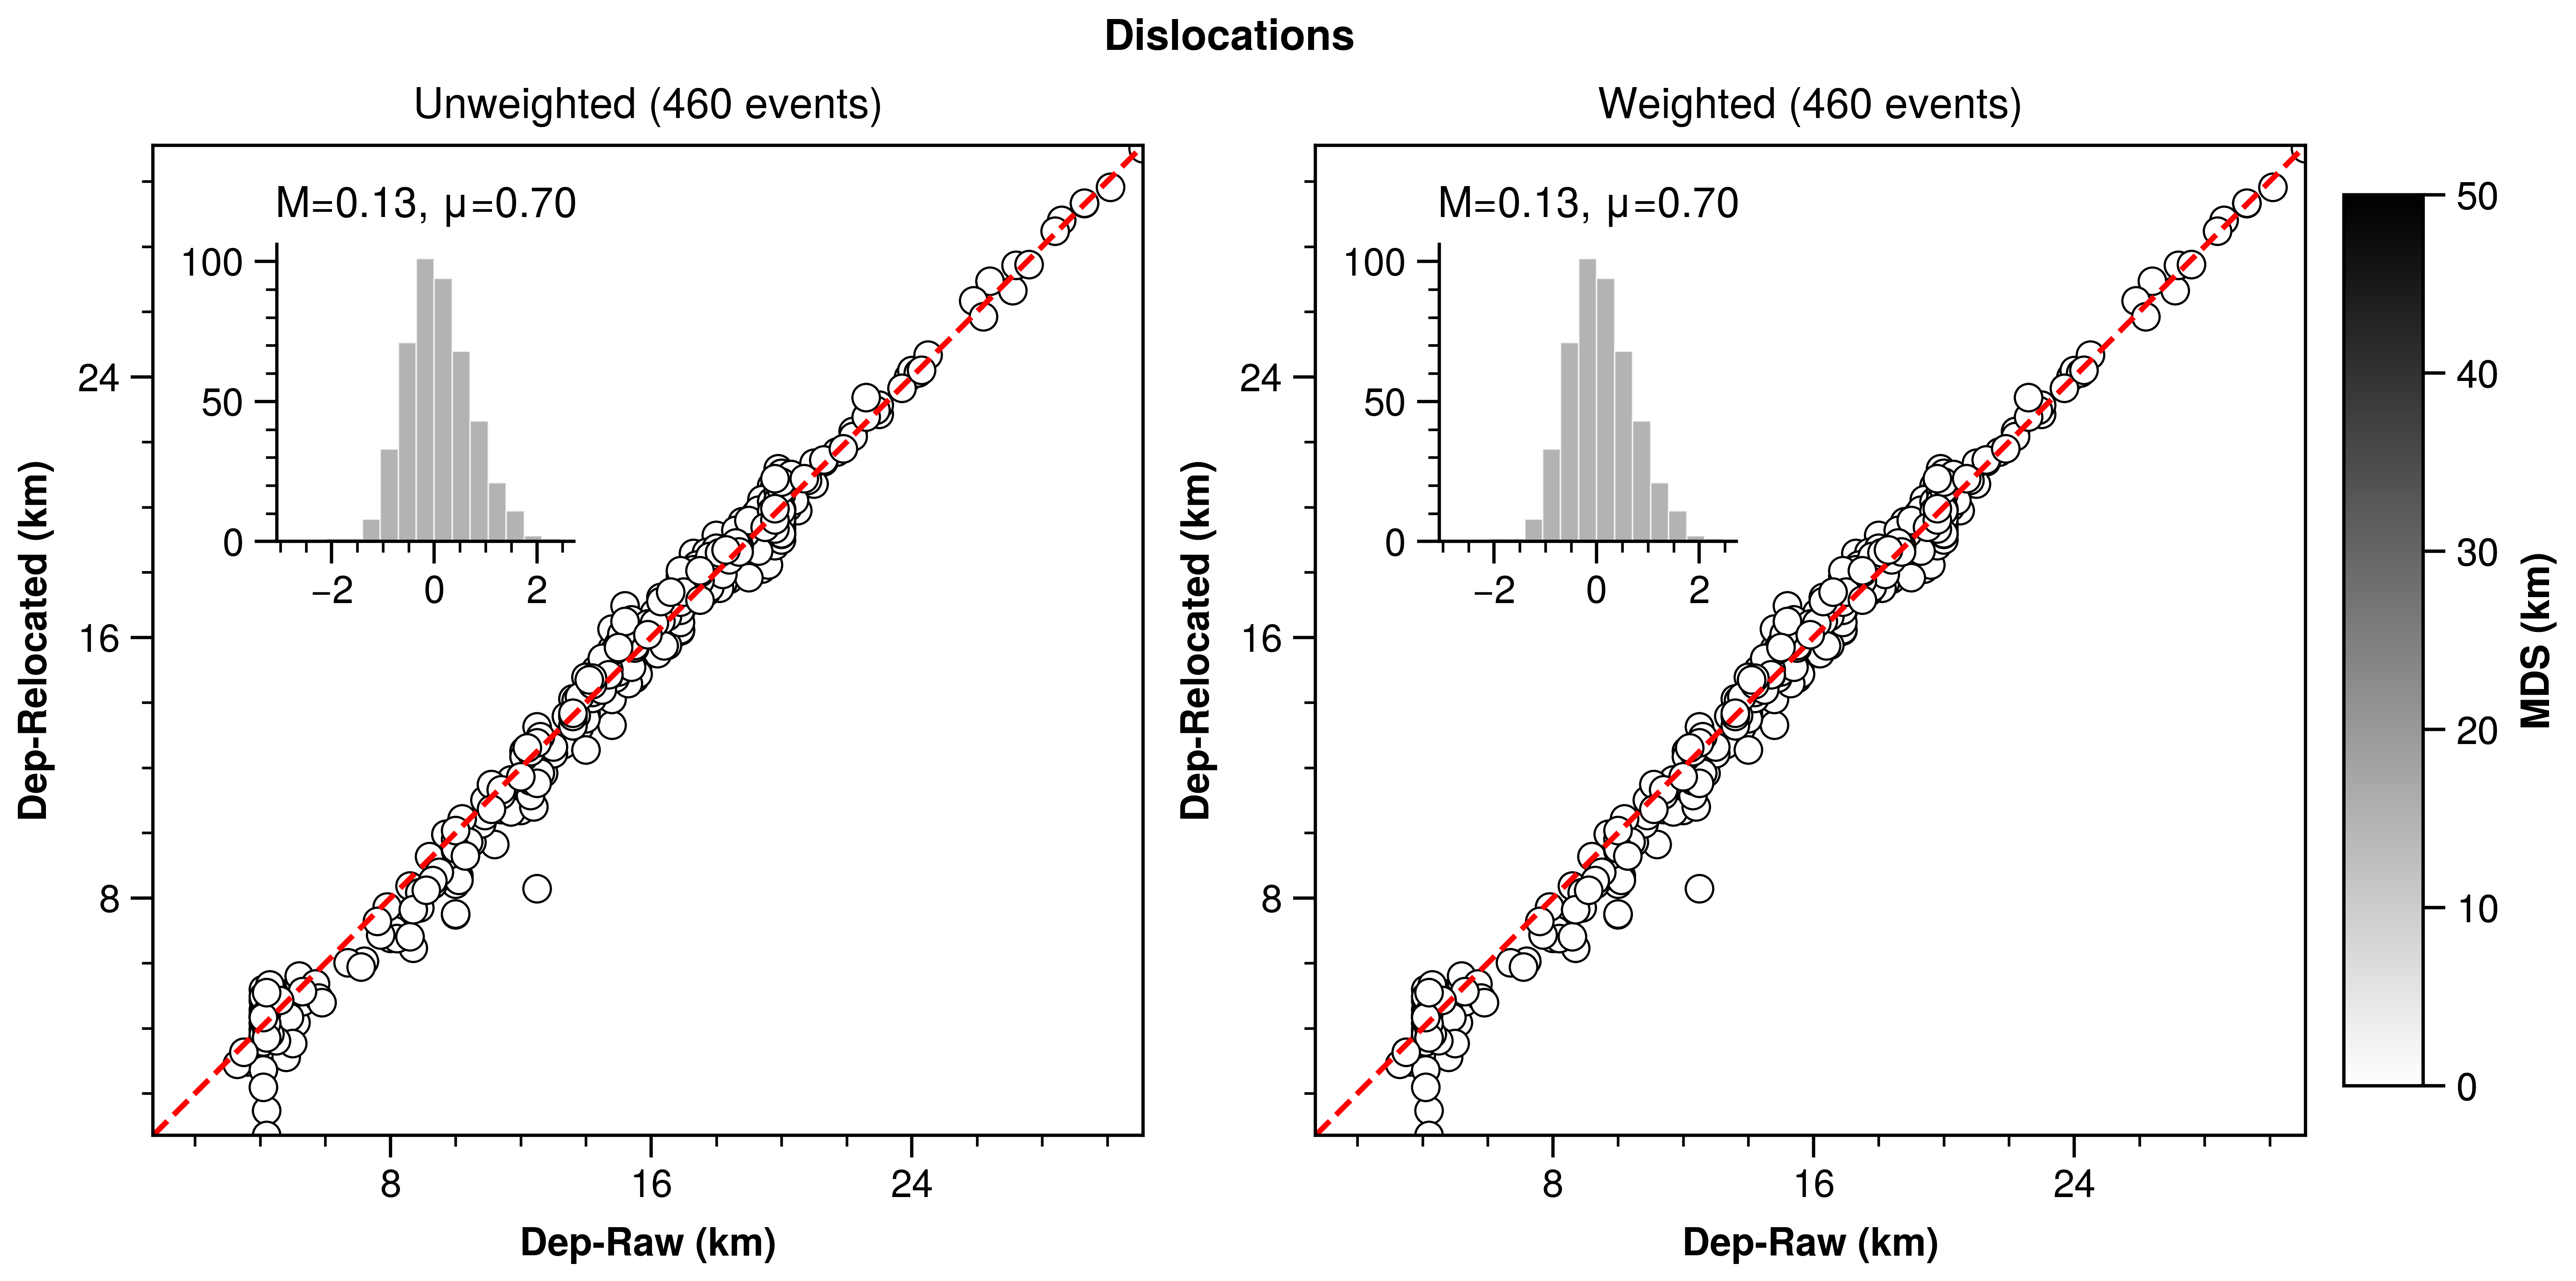 Dislocations
Unweighted (460 events)
M=0.13, µ=0.70
100
50
0
−2 0 2
24
16
8
8 16 24
Dep-Relocated (km)
Dep-Raw (km)
Weighted (460 events)
M=0.13, µ=0.70
100
50
0
−2 0 2
24
16
8
8 16 24
Dep-Relocated (km)
Dep-Raw (km)
50
40
30
20
10
0
MDS (km)